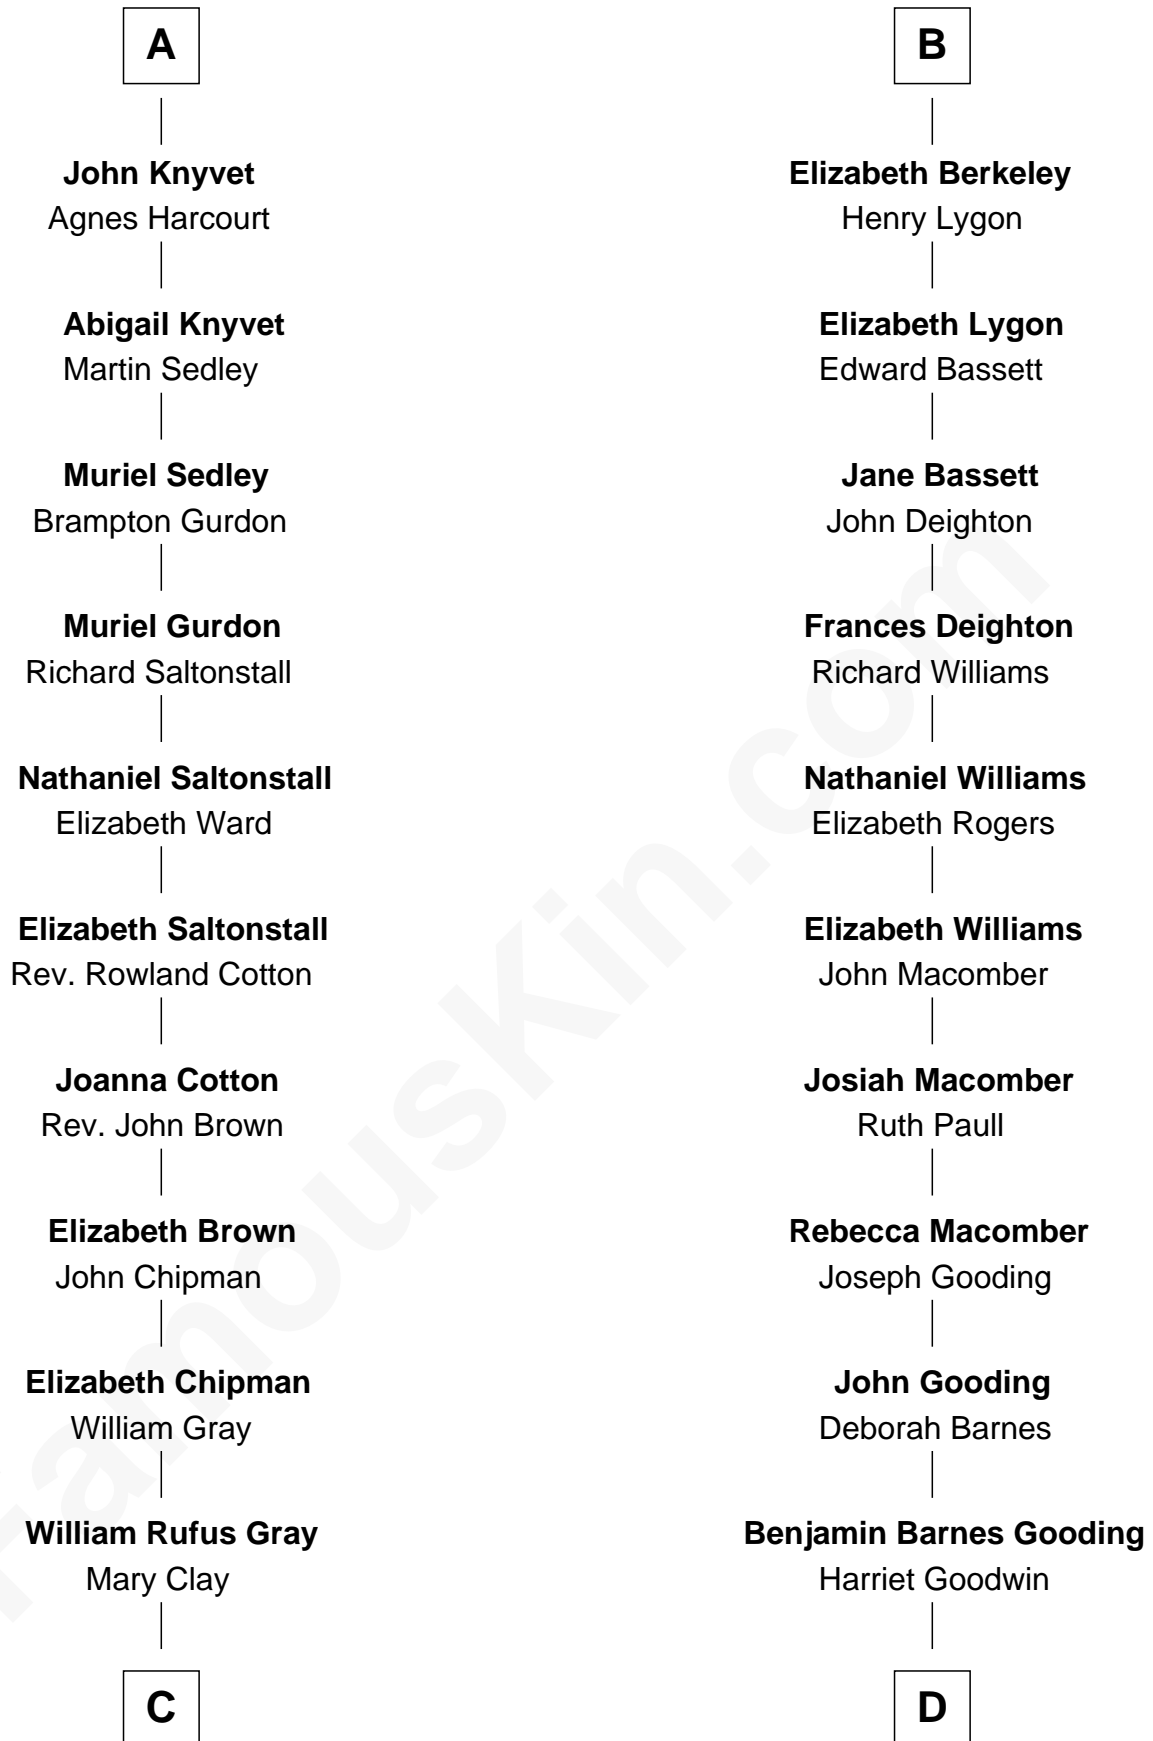 A
John Knyvet
Agnes Harcourt
Abigail Knyvet
Martin Sedley
Muriel Sedley
Brampton Gurdon
Muriel Gurdon
Richard Saltonstall
Nathaniel Saltonstall
Elizabeth Ward
Elizabeth Saltonstall
Rev. Rowland Cotton
Joanna Cotton
Rev. John Brown
Elizabeth Brown
John Chipman
Elizabeth Chipman
William Gray
William Rufus Gray
Mary Clay
C
B
Elizabeth Berkeley
Henry Lygon
Elizabeth Lygon
Edward Bassett
Jane Bassett
John Deighton
Frances Deighton
Richard Williams
Nathaniel Williams
Elizabeth Rogers
Elizabeth Williams
John Macomber
Josiah Macomber
Ruth Paull
Rebecca Macomber
Joseph Gooding
John Gooding
Deborah Barnes
Benjamin Barnes Gooding
Harriet Goodwin
D
FamousKin.com